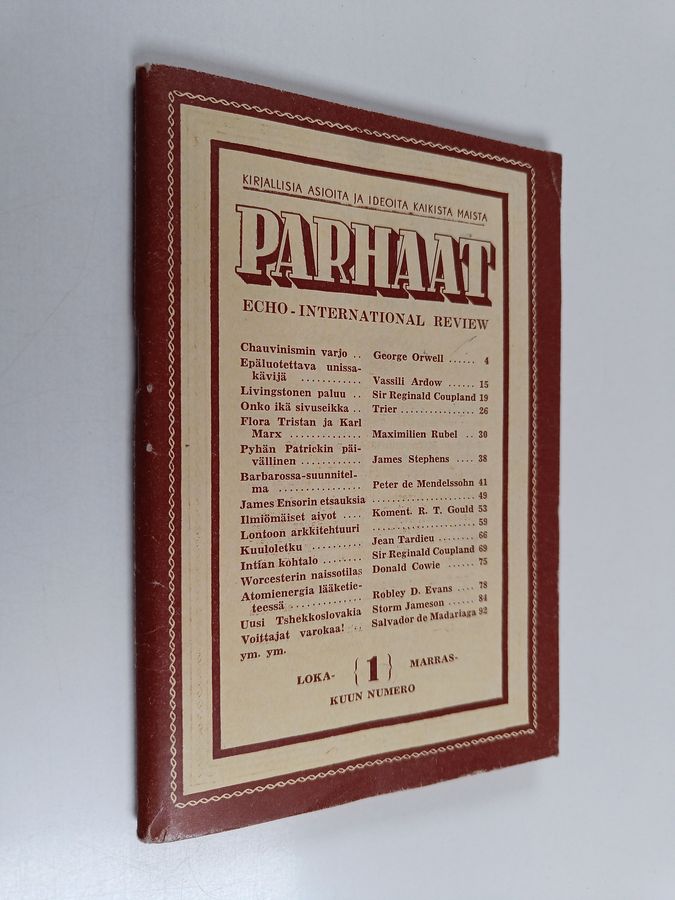 KIRJALLISIA ASIOITA JA IDEOITA KAIKISTA MAISTA
PARHAAT
ECHO - INTERNATIONAL REVIEW
Chauvinismin varjo .. George Orwell ...... 4
Epäluotettava unissa-
kävijä ............ Vassili Ardow ...... 15
Livingstonen paluu .. Sir Reginald Coupland 19
Onko ikä sivuseikka .. Trier ................ 26
Flora Tristan ja Karl
Marx .............. Maximilien Rubel .. 30
Pyhän Patrickin päi-
vällinen ............ James Stephens .... 38
Barbarossa-suunnitel-
ma ................ Peter de Mendelssohn 41
James Ensorin etsauksia .................... 49
Ilmiömäiset aivot .... Koment. R. T. Gould 53
Lontoon arkkitehtuuri .................... 59
Kuuloletku .......... Jean Tardieu ........ 66
Intian kohtalo ........ Sir Reginald Coupland 69
Worcesterin naissotilas Donald Cowie ...... 75
Atomienergia lääketie-
teessä .............. Robley D. Evans .... 78
Uusi Tshekkoslovakia Storm Jameson ...... 84
Voittajat varokaa! .. Salvador de Madariaga 92
ym. ym.
LOKA- {1} MARRAS-
KUUN NUMERO